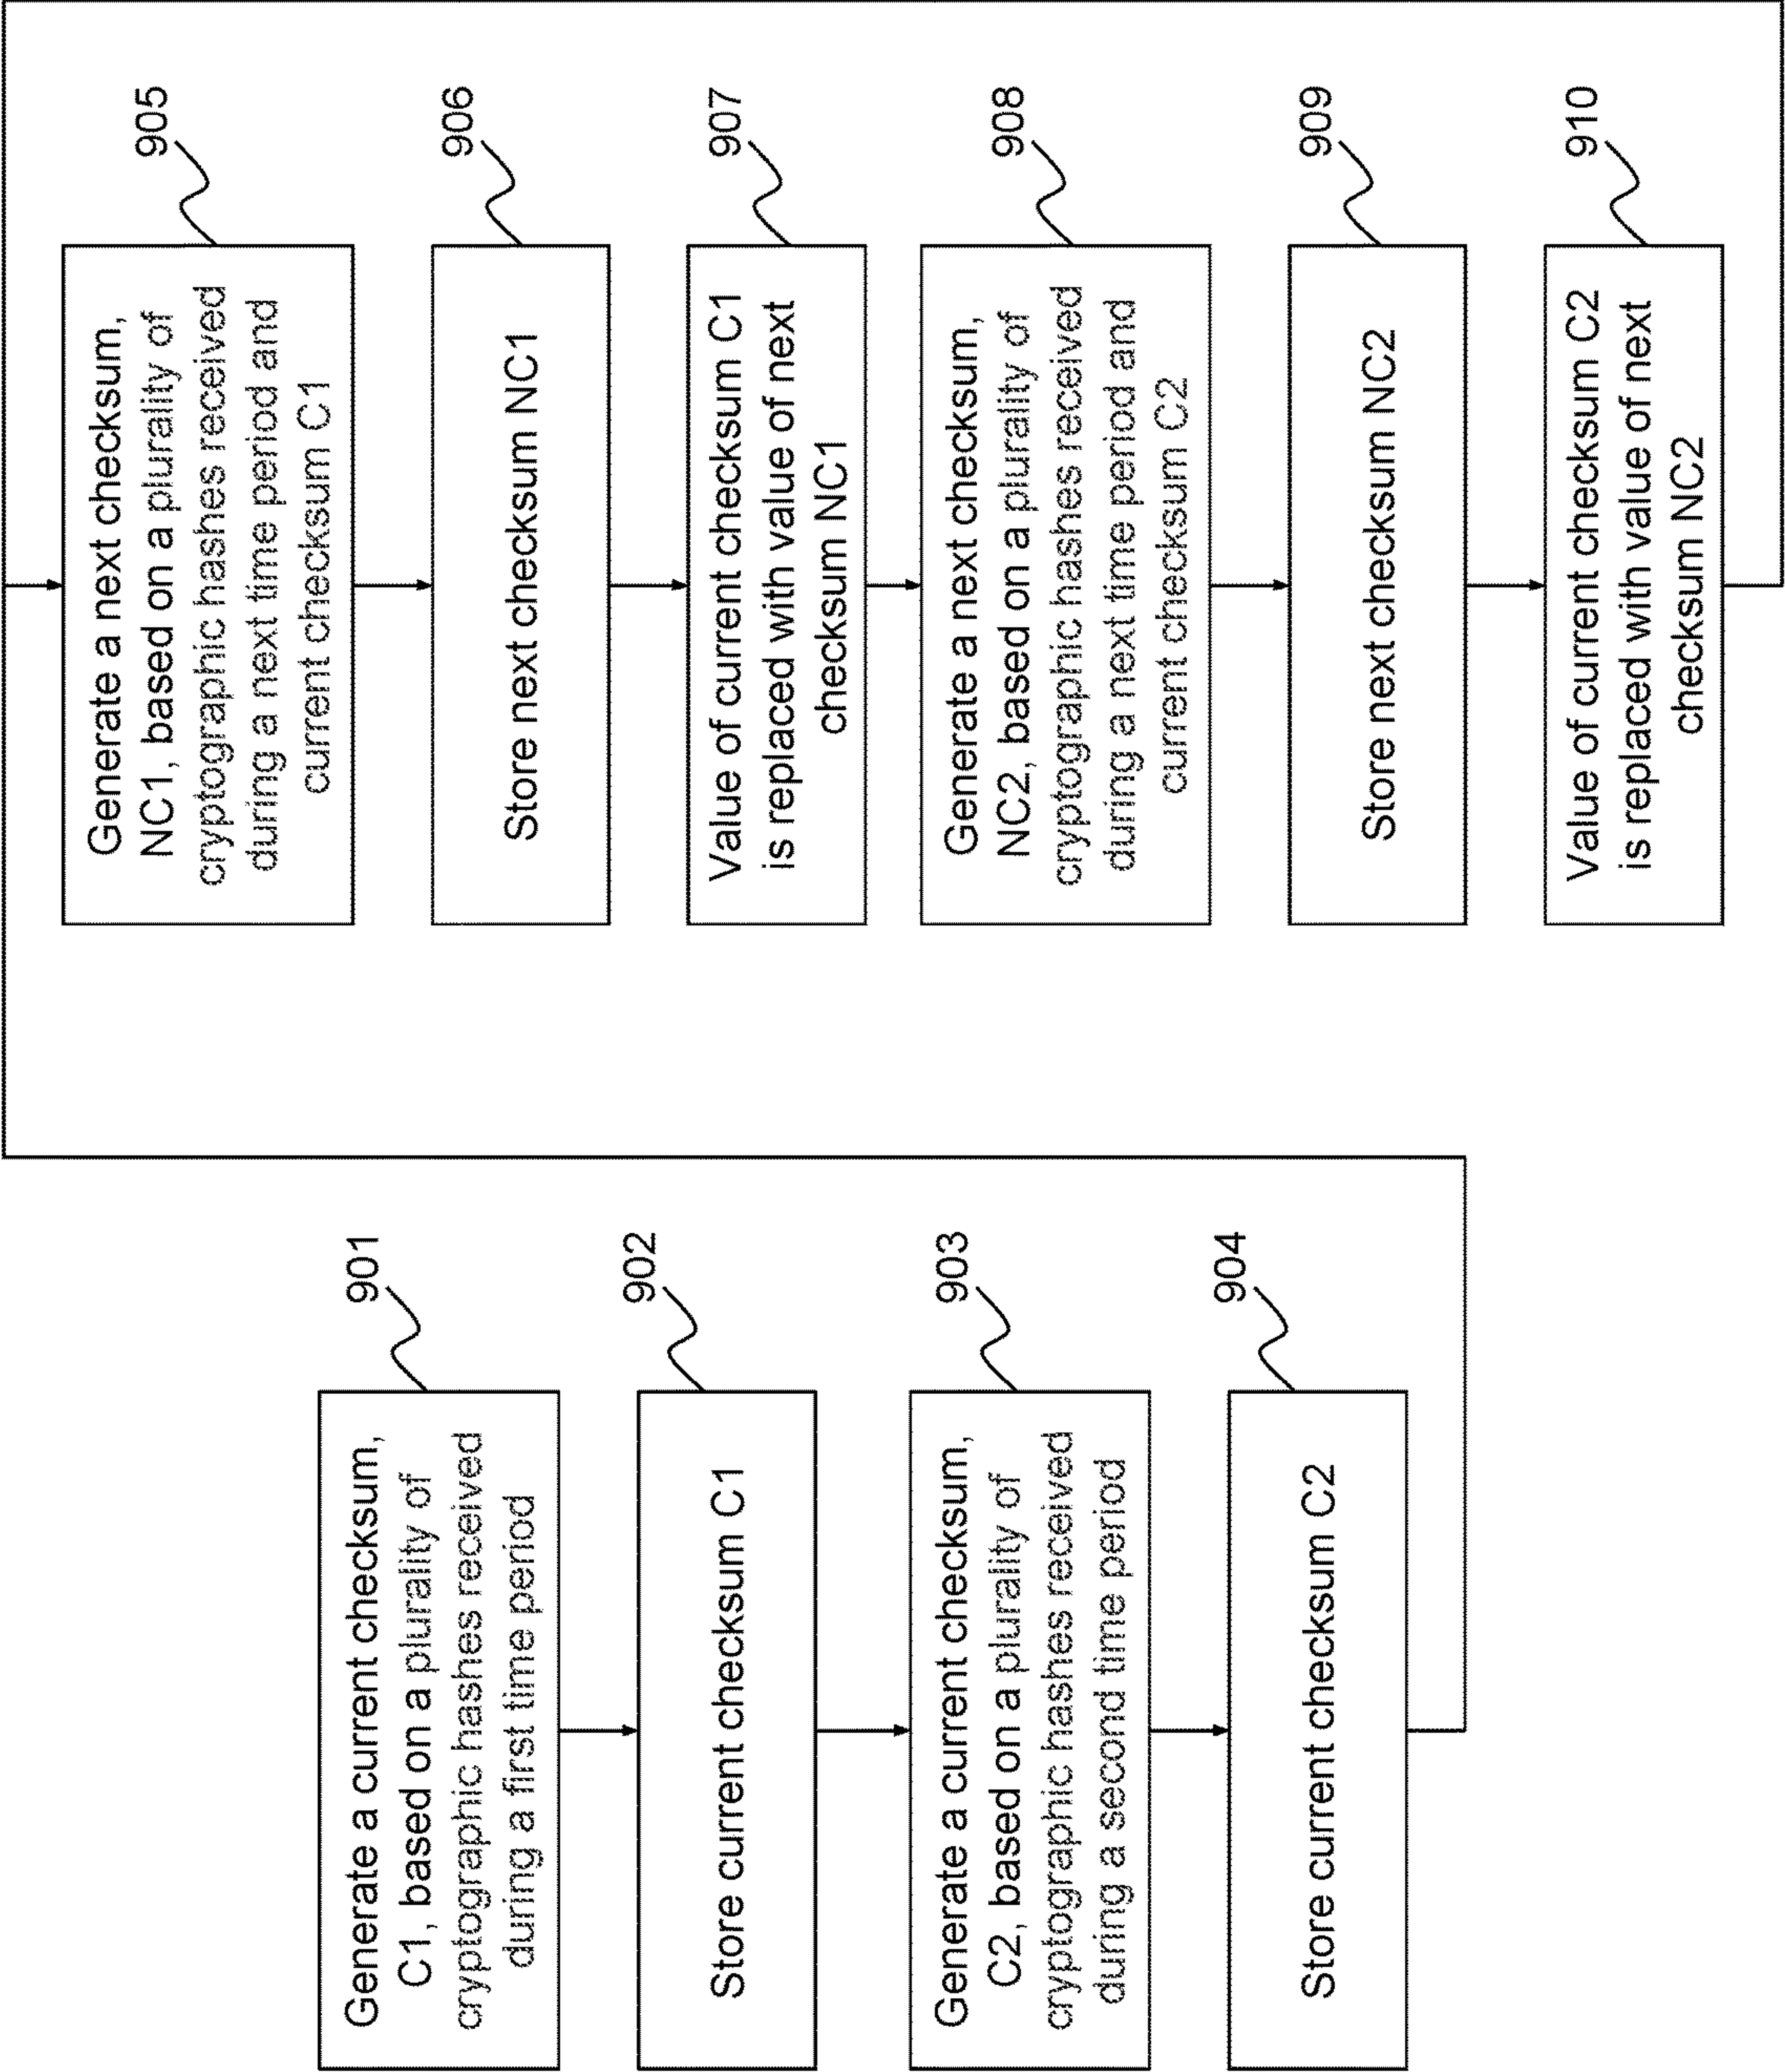 Generate a current checksum,
C1, based on a plurality of
cryptographic hashes received
during a first time period
901
Store current checksum C1
902
Generate a current checksum,
C2, based on a plurality of
cryptographic hashes received
during a second time period
903
Store current checksum C2
904
Generate a next checksum,
NC1, based on a plurality of
cryptographic hashes received
during a next time period and
current checksum C1
905
Store next checksum NC1
906
Value of current checksum C1
is replaced with value of next
checksum NC1
907
Generate a next checksum,
NC2, based on a plurality of
cryptographic hashes received
during a next time period and
current checksum C2
908
Store next checksum NC2
909
Value of current checksum C2
is replaced with value of next
checksum NC2
910